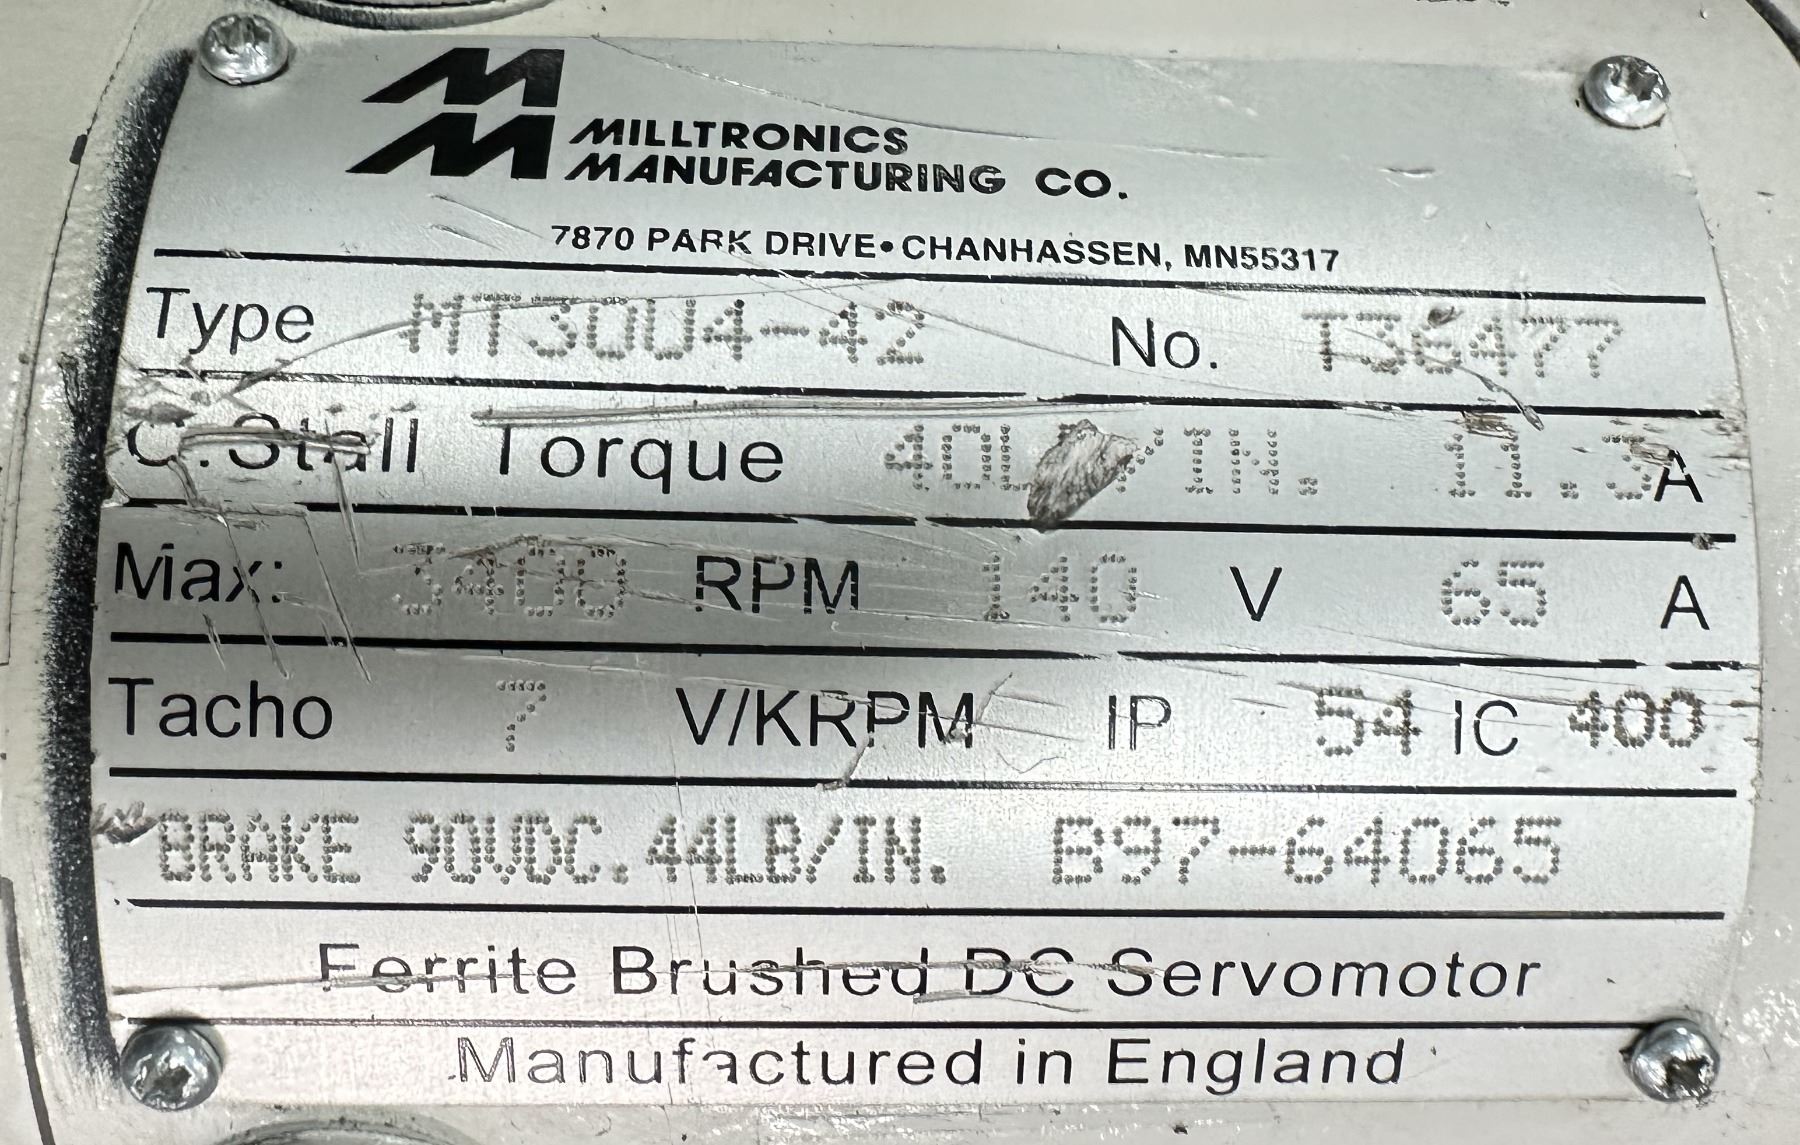 MILLTRONICS
MANUFACTURING CO.
7870 PARK DRIVE • CHANHASSEN, MN55317
Type MT30U4-42 No. T36477
C.Stall Torque /IN. 11.3 A
Max: 3400 RPM 140 V 65 A
Tacho 7 V/KRPM IP 54 IC 400
BRAKE 90VDC.44LB/IN. B97-64065
Ferrite Brushed DC Servomotor
Manufactured in England